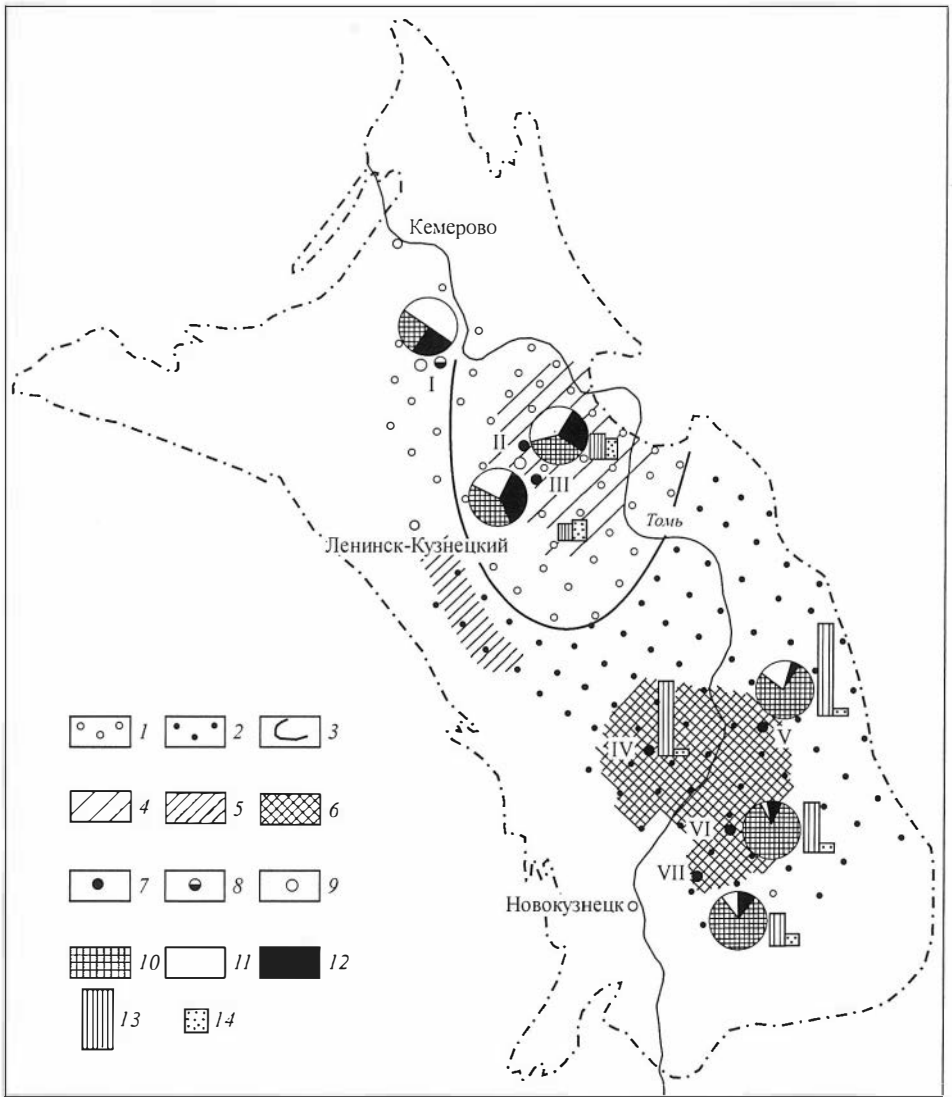 Кемерово
I
II
III
Томь
Ленинск-Кузнецкий
IV
V
VI
VII
Новокузнецк
1 2 3
4 5 6
7 8 9
10 11 12
13 14